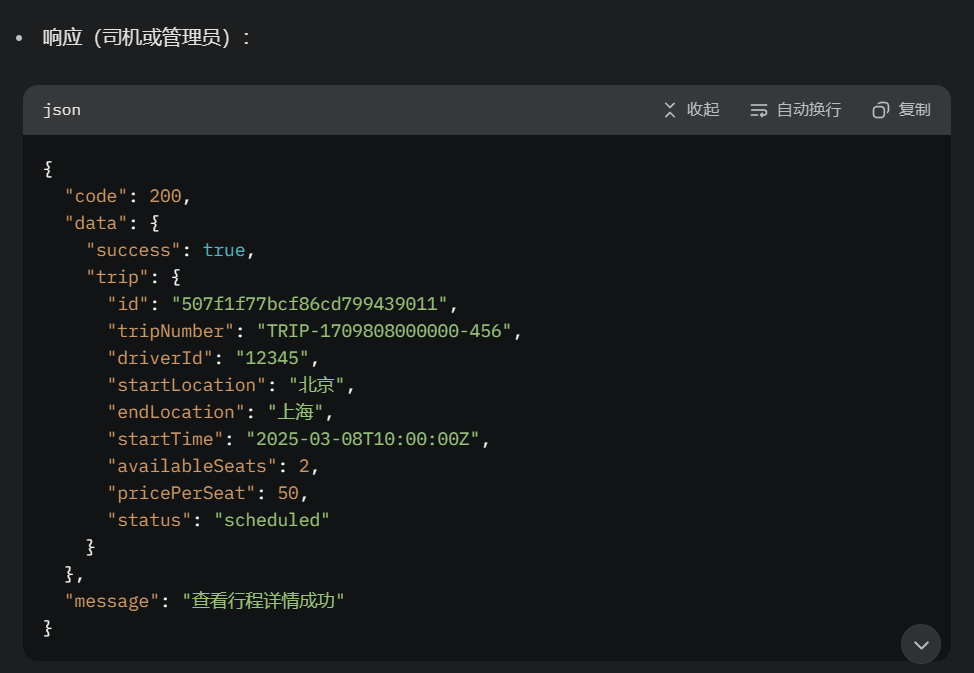 • 响应（司机或管理员）：
json 收起 自动换行 复制
{
  "code": 200,
  "data": {
    "success": true,
    "trip": {
      "id": "507f1f77bcf86cd799439011",
      "tripNumber": "TRIP-1709808000000-456",
      "driverId": "12345",
      "startLocation": "北京",
      "endLocation": "上海",
      "startTime": "2025-03-08T10:00:00Z",
      "availableSeats": 2,
      "pricePerSeat": 50,
      "status": "scheduled"
    }
  },
  "message": "查看行程详情成功"
}